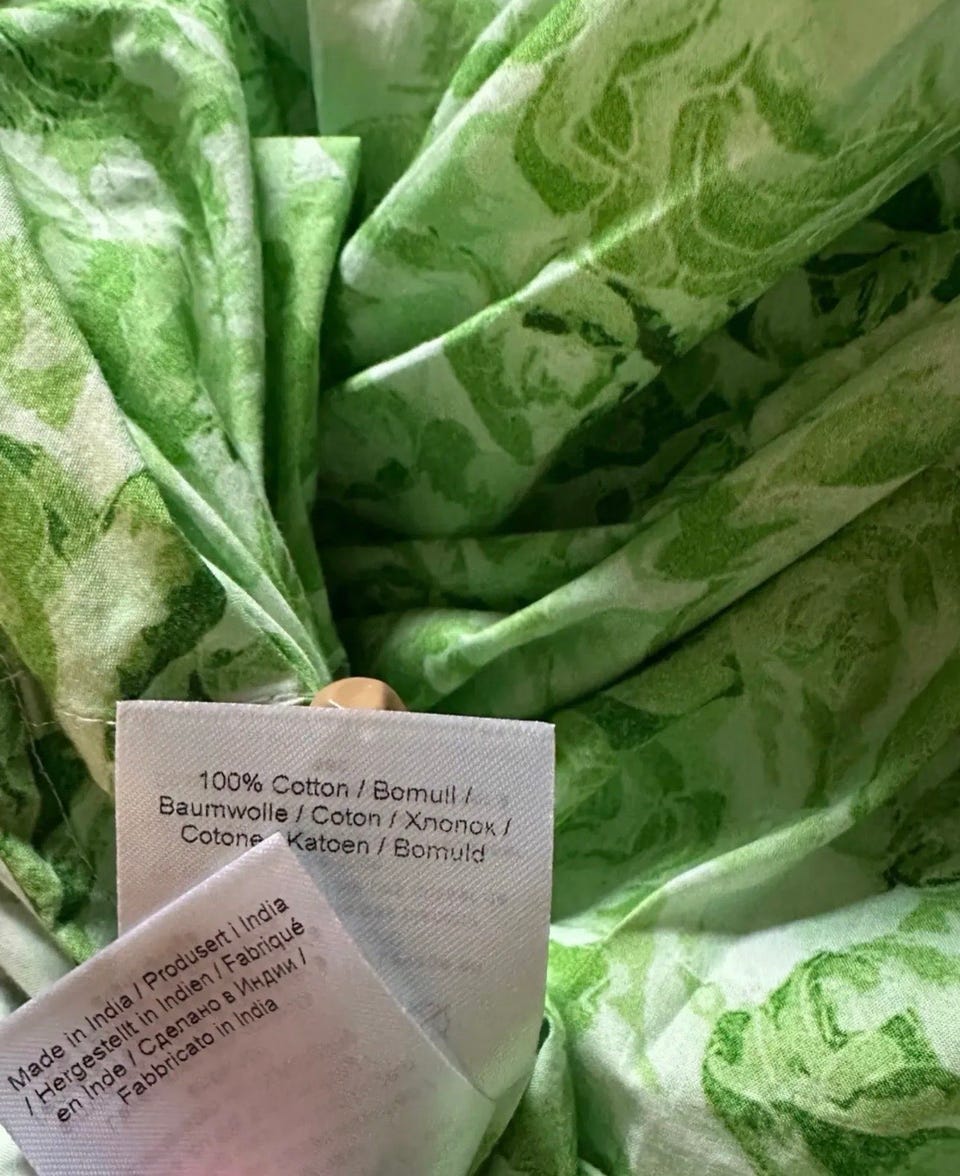 100% Cotton / Bomull /
Baumwolle / Coton / Хлопок /
Cotone Katoen / Bomuld
Made in India / Produsert i India
/ Hergestellt in Indien / Fabriqué
en Inde / Сделано в Индии /
Fabbricato in India